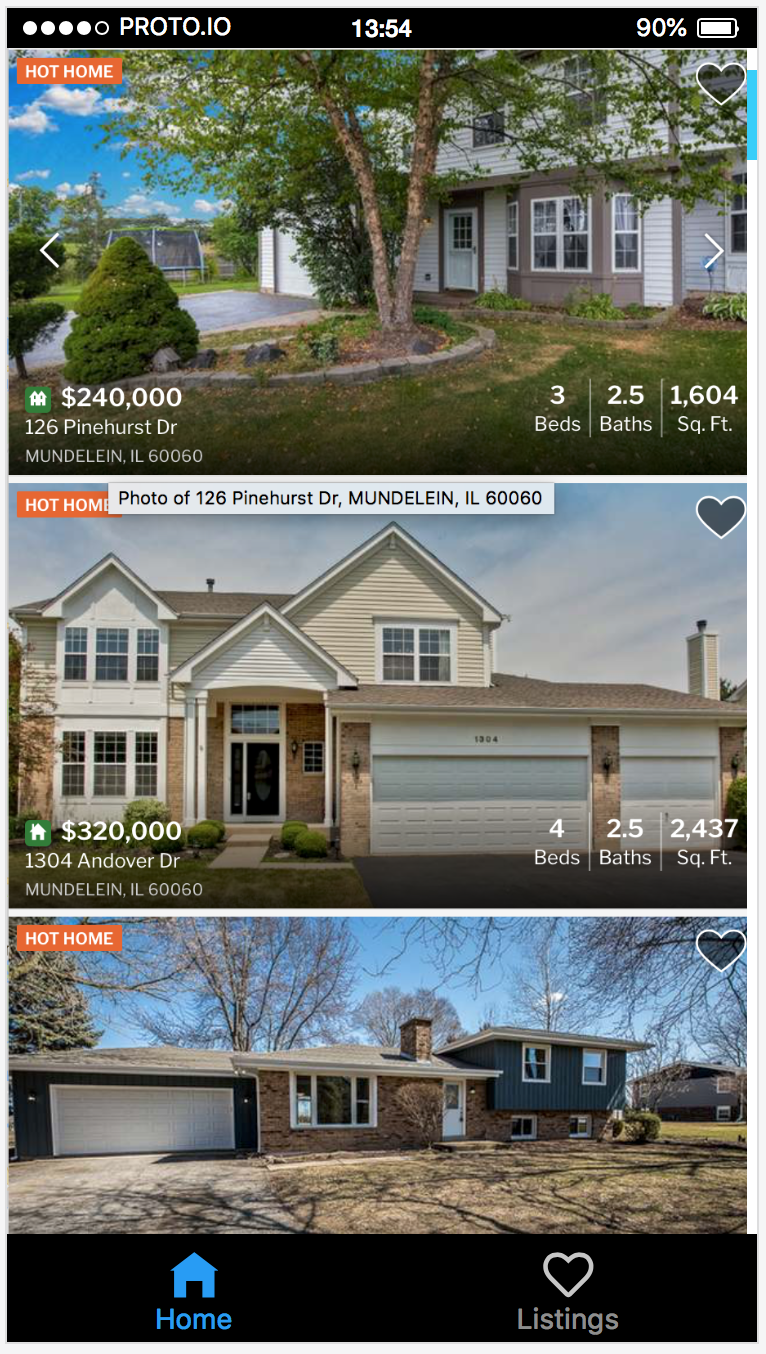 PROTO.IO 13:54 90%
HOT HOME
$240,000
126 Pinehurst Dr
MUNDELEIN, IL 60060
3 2.5 1,604
Beds Baths Sq. Ft.
HOT HOME
Photo of 126 Pinehurst Dr, MUNDELEIN, IL 60060
1304
$320,000
1304 Andover Dr
MUNDELEIN, IL 60060
4 2.5 2,437
Beds Baths Sq. Ft.
HOT HOME
Home Listings